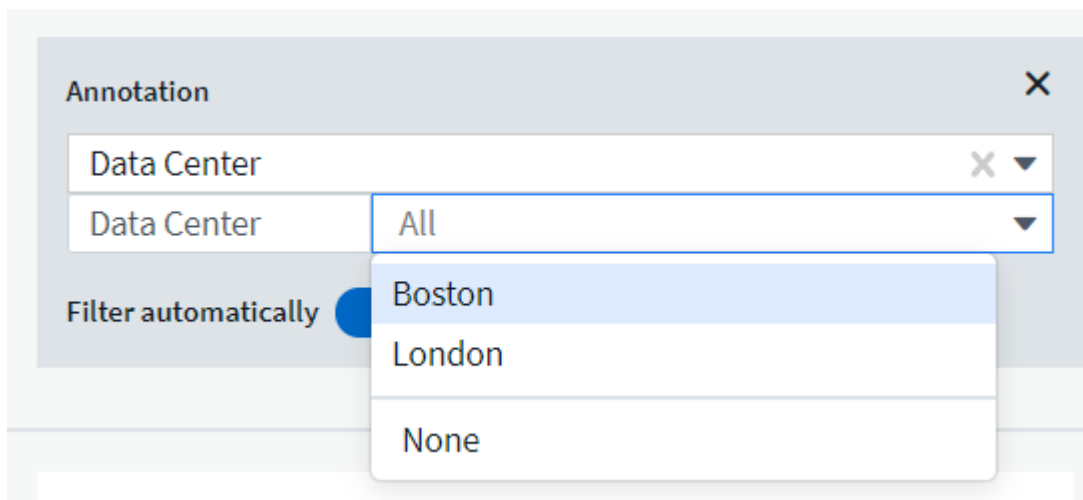 Annotation
Data Center
Data Center All
Boston
Filter automatically
London
None